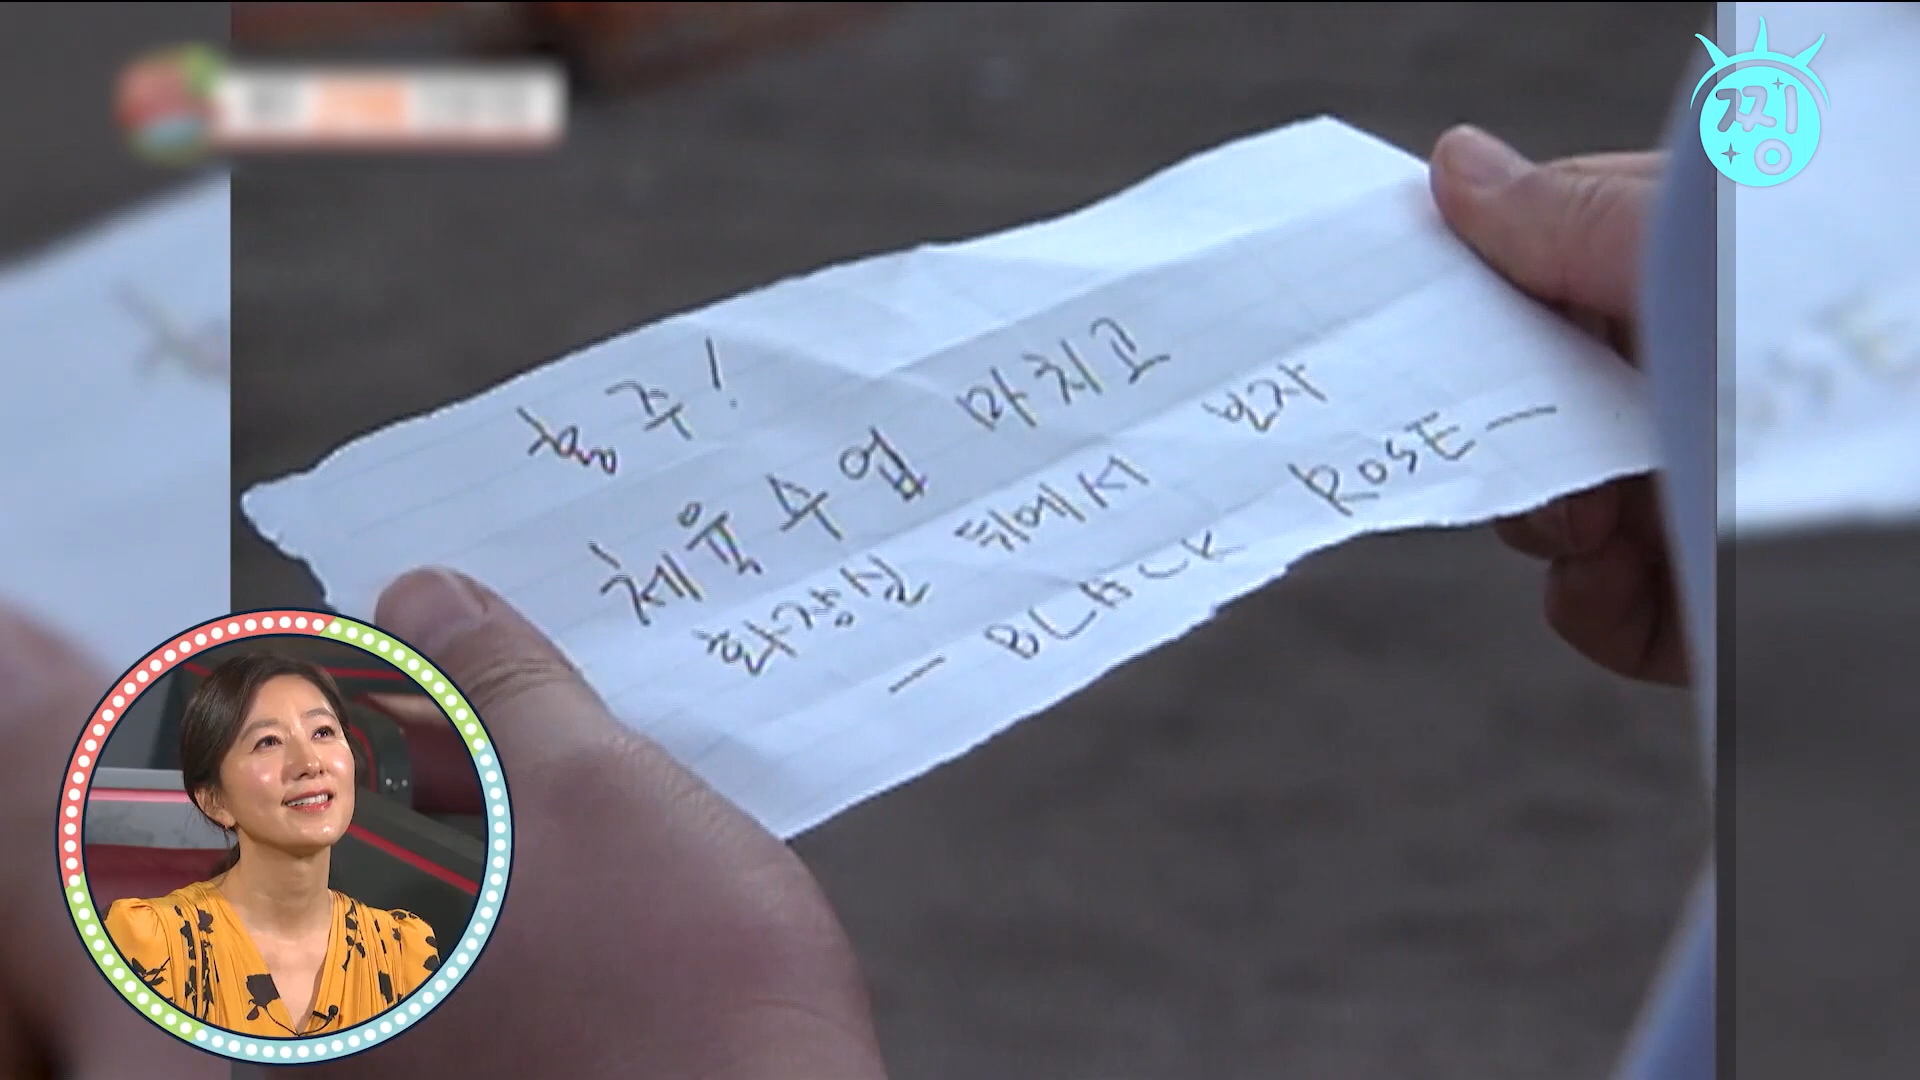 찡
홍주!
체육수업 마치고
화장실 뒤에서 보자
— BLACK ROSE —